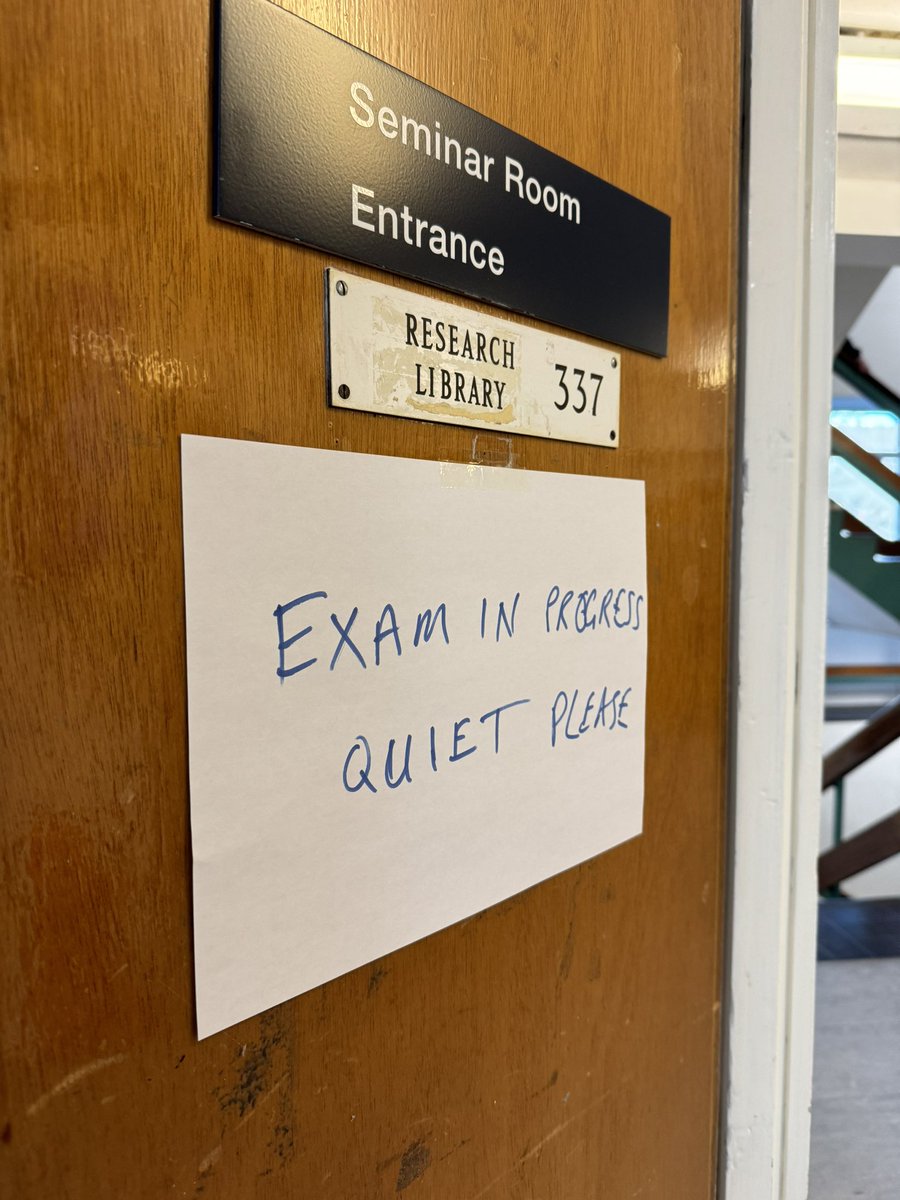 Seminar Room
Entrance
RESEARCH
LIBRARY 337
EXAM IN PROGRESS
QUIET PLEASE